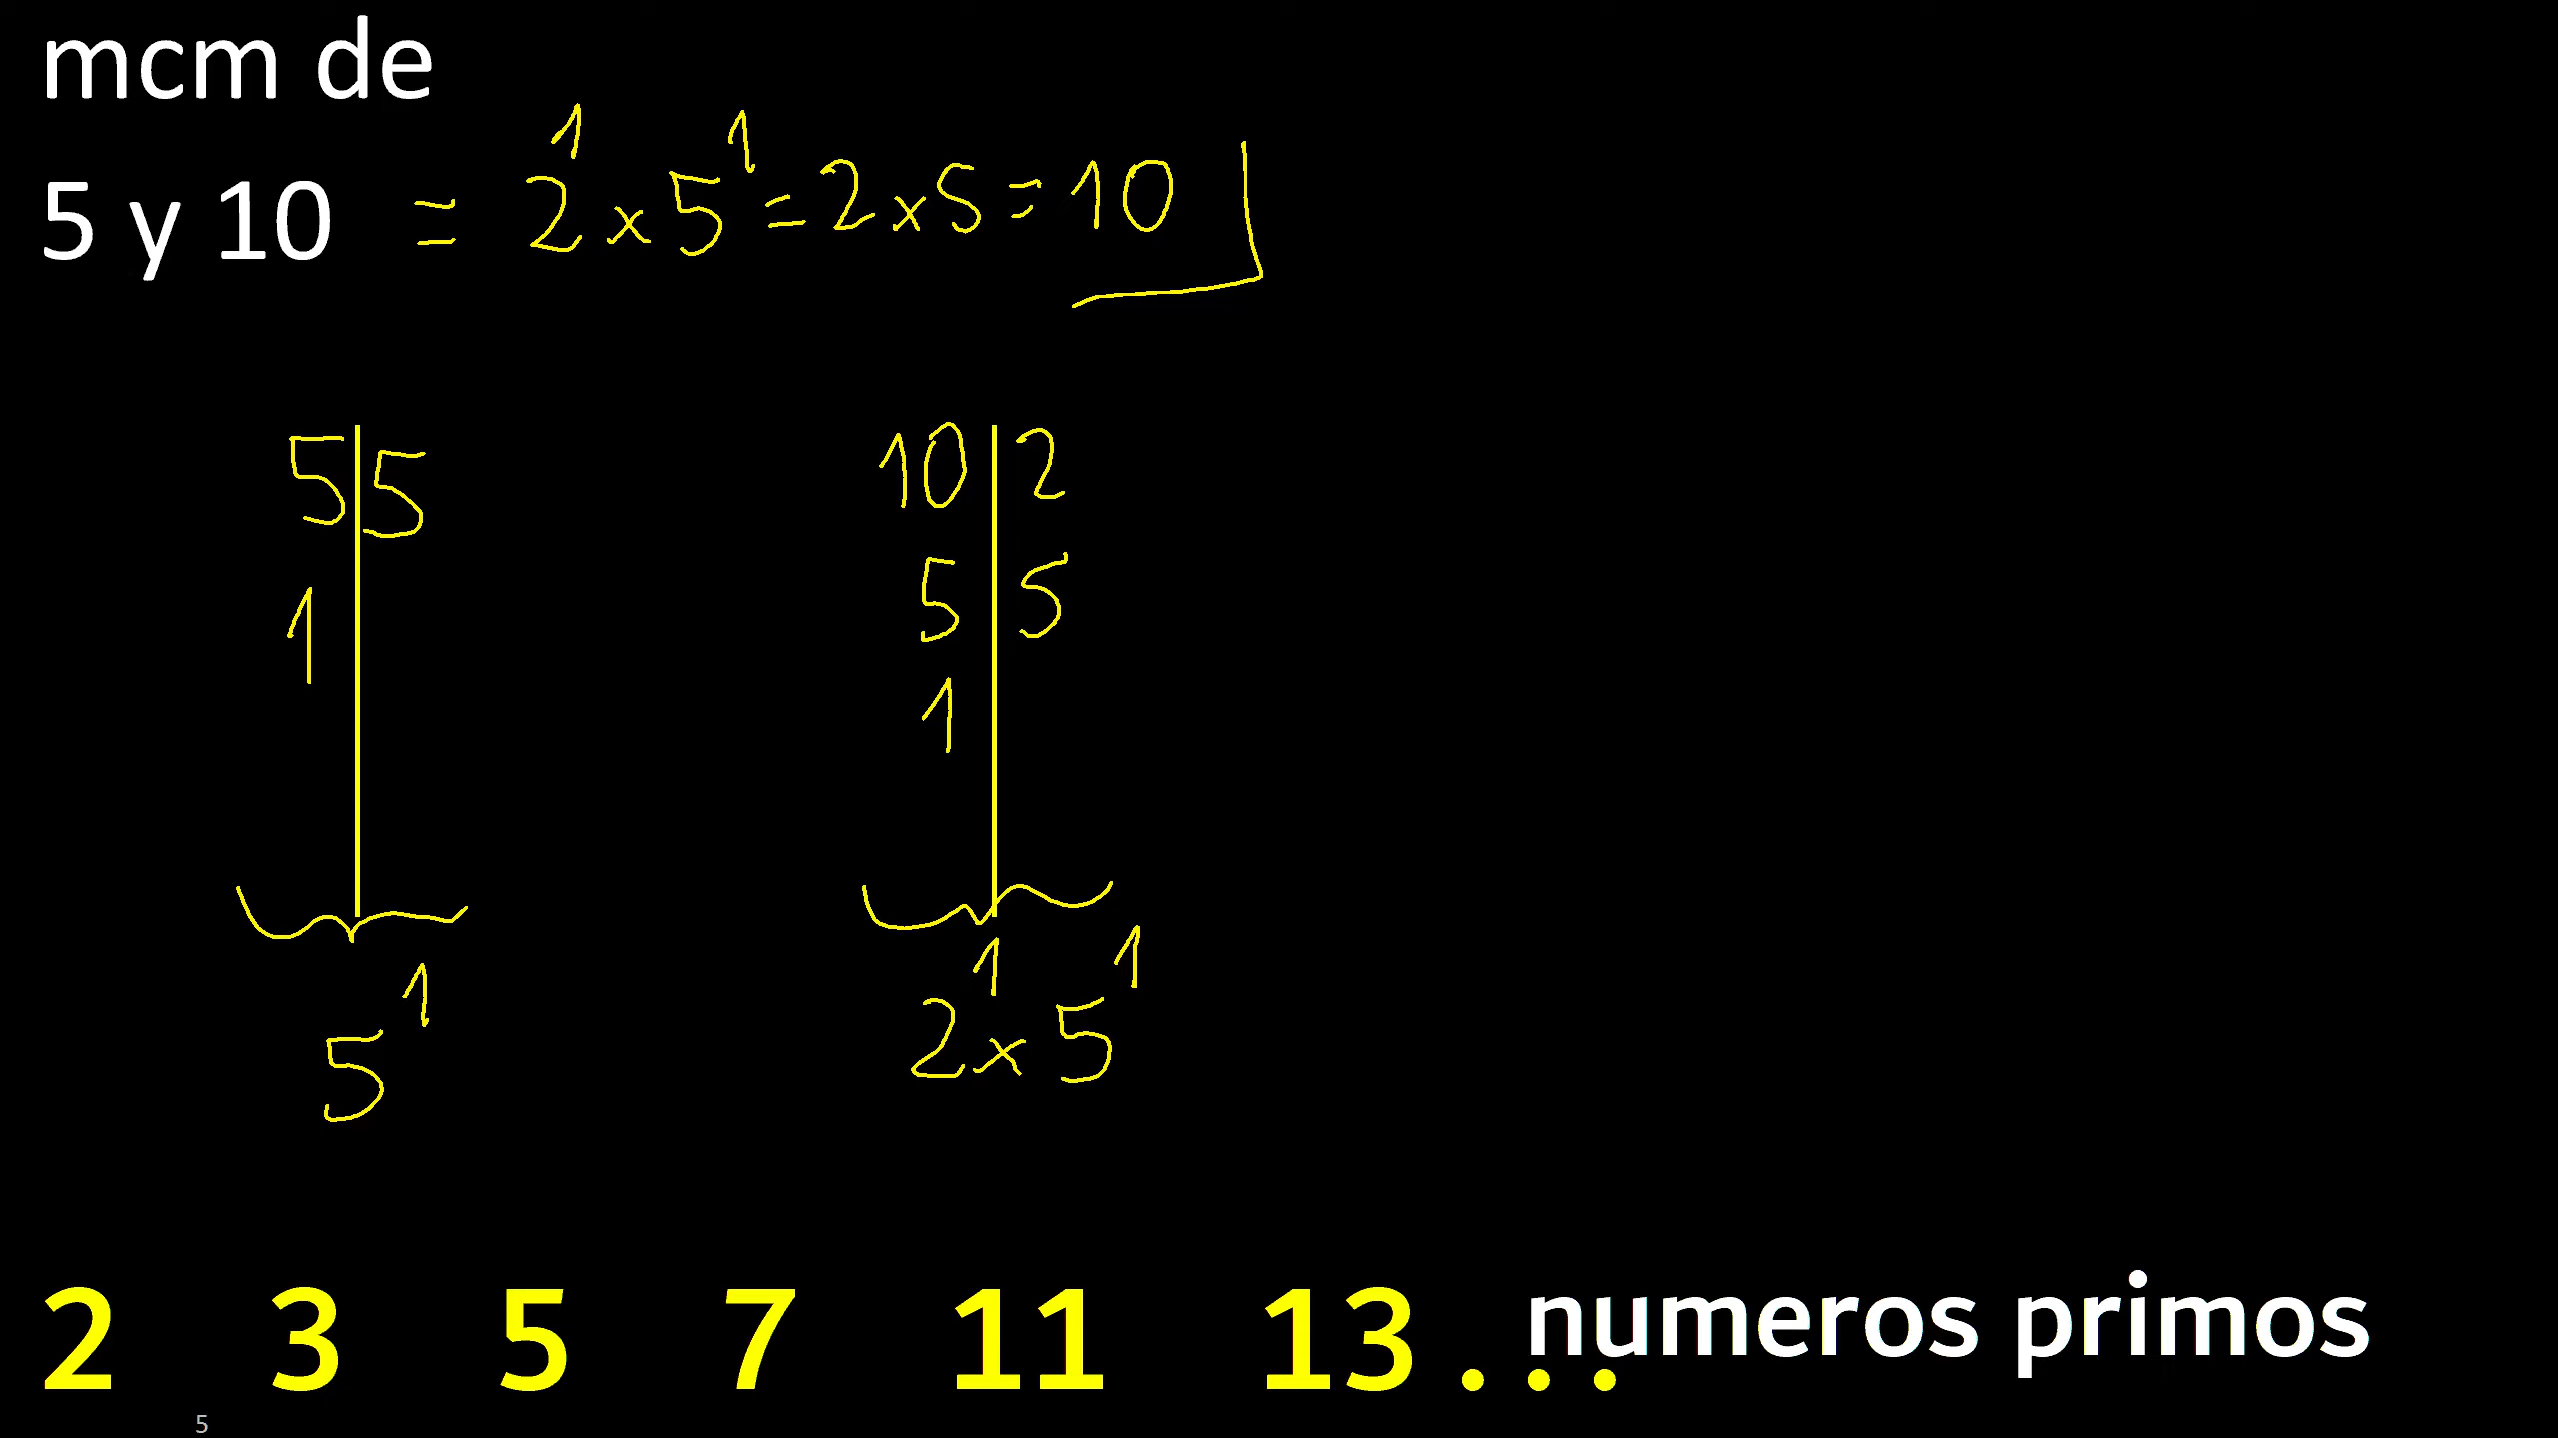 mcm de
5 y 10 = 2¹ x 5¹ = 2 x 5 = 10
5 | 5
1
5¹
10 | 2
5 | 5
1
2¹ x 5¹
2 3 5 7 11 13 . . . numeros primos
5